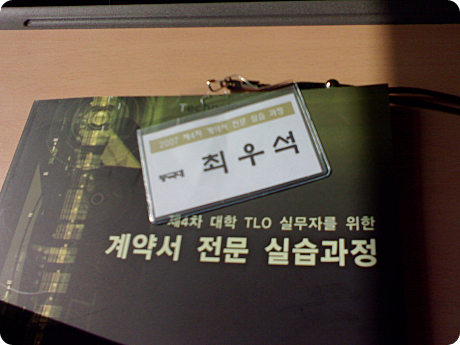 Techno
2007 제4차 계약서 전문 실습 과정
최우석
제4차 대학 TLO 실무자를 위한
계약서 전문 실습과정